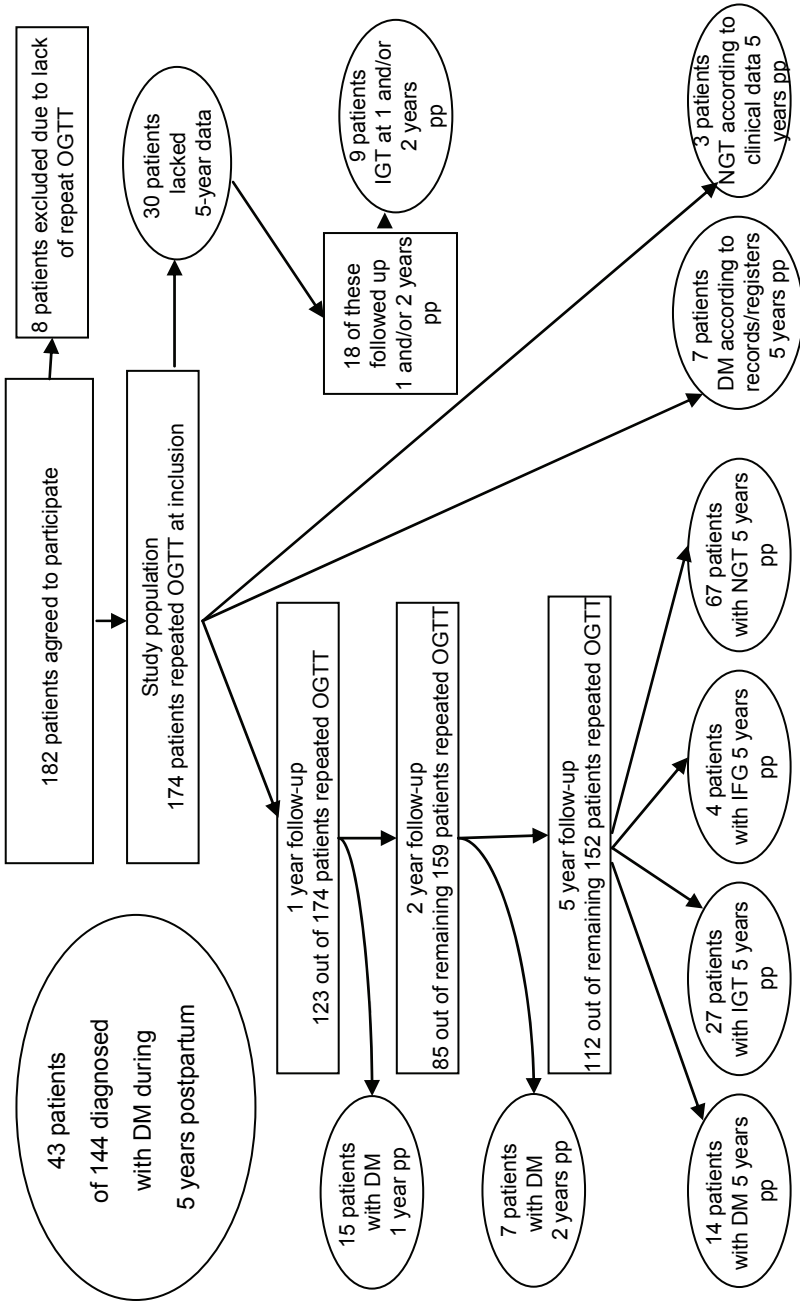 43 patients
of 144 diagnosed
with DM during
5 years postpartum
182 patients agreed to participate
8 patients excluded due to lack
of repeat OGTT
Study population
174 patients repeated OGTT at inclusion
30 patients
lacked
5-year data
18 of these
followed up
1 and/or 2 years
pp
9 patients
IGT at 1 and/or
2 years
pp
1 year follow-up
123 out of 174 patients repeated OGTT
15 patients
with DM
1 year pp
2 year follow-up
85 out of remaining 159 patients repeated OGTT
7 patients
with DM
2 years pp
5 year follow-up
112 out of remaining 152 patients repeated OGTT
14 patients
with DM 5 years
pp
27 patients
with IGT 5 years
pp
4 patients
with IFG 5 years
pp
67 patients
with NGT 5 years
pp
7 patients
DM according to
records/registers
5 years pp
3 patients
NGT according to
clinical data 5
years pp